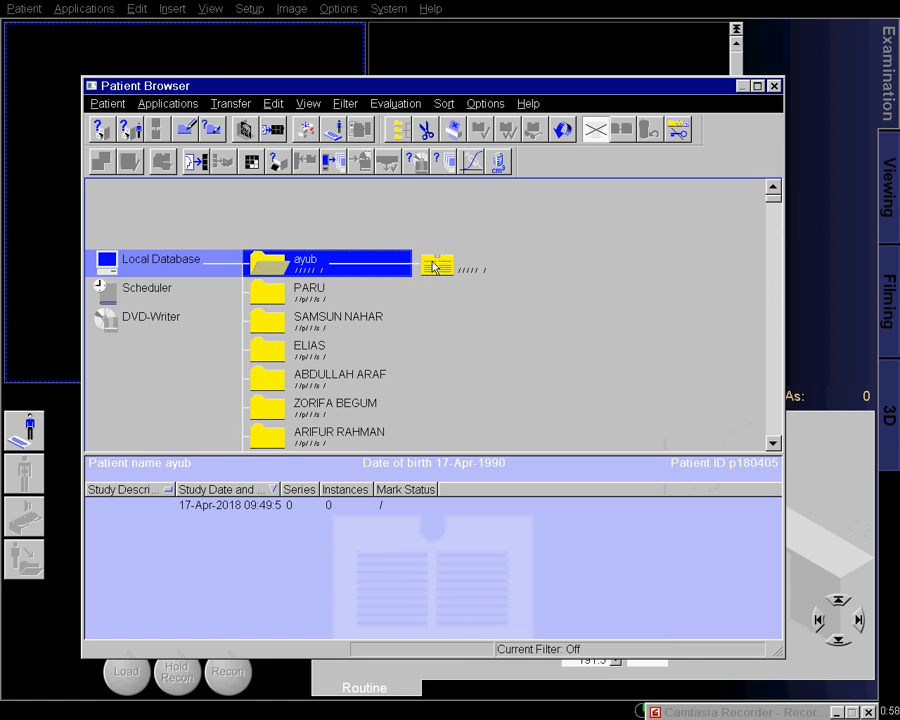 Patient Applications Edit Insert View Setup Image Options System Help
Examination
Viewing
Filming
3D
Patient Browser
Patient Applications Transfer Edit View Filter Evaluation Sort Options Help
Local Database
Scheduler
DVD-Writer
ayub
/ / / / /  /
/ / / / /  /
PARU
/ /p/ / /s  /
SAMSUN NAHAR
/ /p/ / /s  /
ELIAS
/ /p/ / /s  /
ABDULLAH ARAF
/ /p/ / /s  /
ZORIFA BEGUM
/ /p/ / /s  /
ARIFUR RAHMAN
/ /p/ / /s  /
As: 0
Patient name ayub Date of birth 17-Apr-1990 Patient ID p180405
Study Descri... Study Date and ... Series Instances Mark Status
17-Apr-2018 09:49:5 0 0 /
Current Filter: Off
Load
Hold Recon
Recon
191.5
Routine
Camtasia Recorder - Recor
0:58